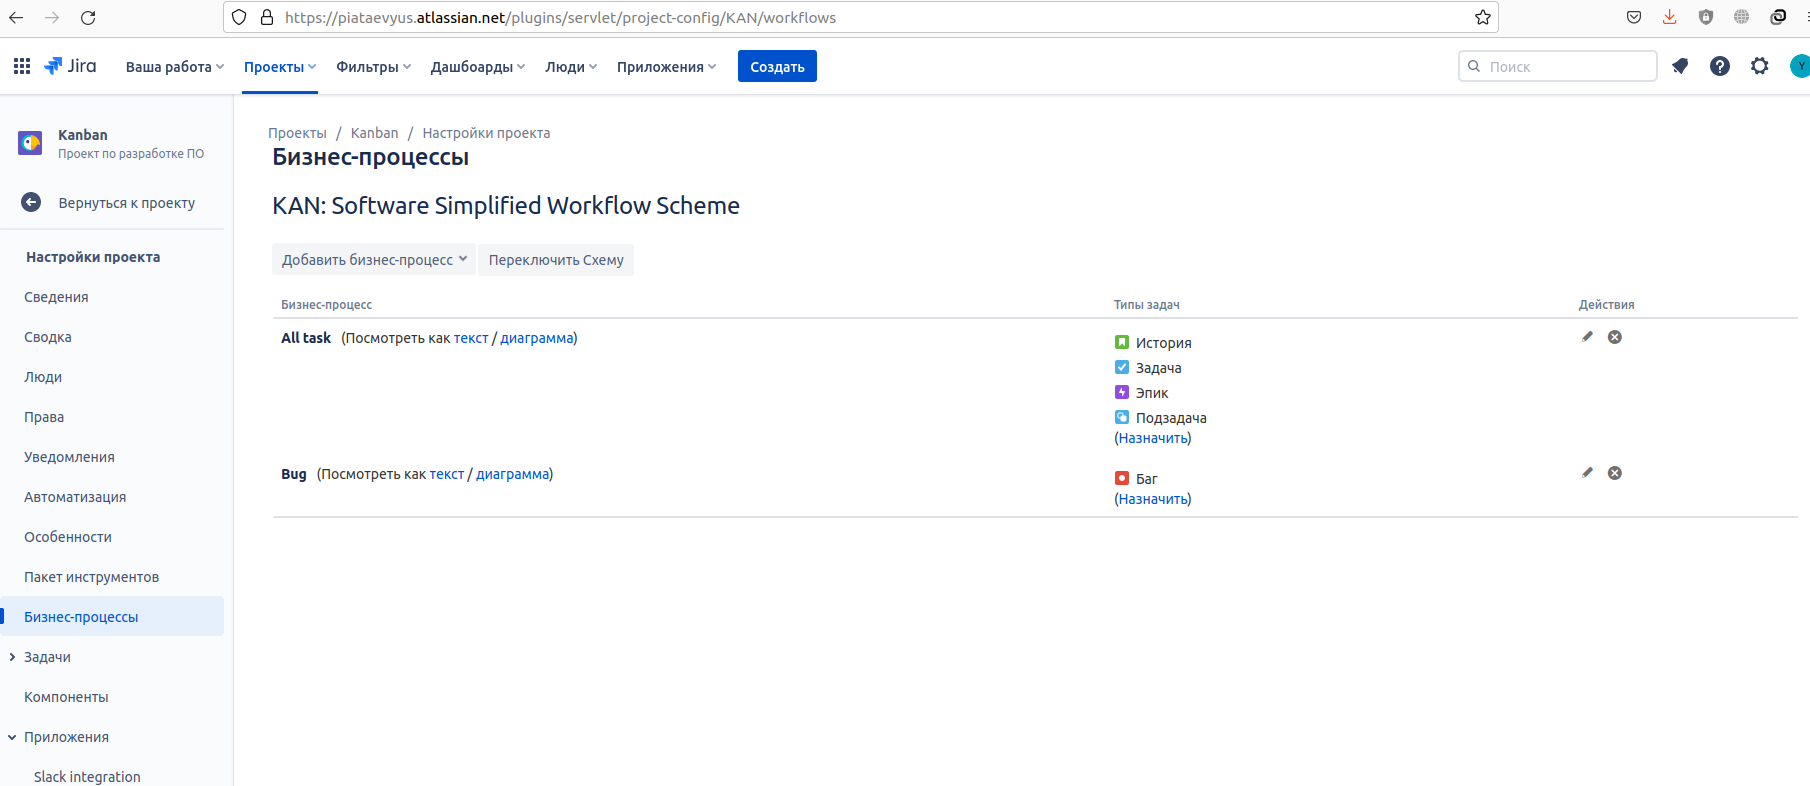 https://piataevyus.atlassian.net/plugins/servlet/project-config/KAN/workflows
Jira Ваша работа Проекты Фильтры Дашборды Люди Приложения Создать Поиск Y
Kanban
Проект по разработке ПО
Вернуться к проекту
Настройки проекта
Сведения
Сводка
Люди
Права
Уведомления
Автоматизация
Особенности
Пакет инструментов
Бизнес-процессы
Задачи
Компоненты
Приложения
Slack integration
Проекты / Kanban / Настройки проекта
Бизнес-процессы
KAN: Software Simplified Workflow Scheme
Добавить бизнес-процесс Переключить Схему
Бизнес-процесс Типы задач Действия
All task (Посмотреть как текст / диаграмма)
История
Задача
Эпик
Подзадача
(Назначить)
Bug (Посмотреть как текст / диаграмма)
Баг
(Назначить)